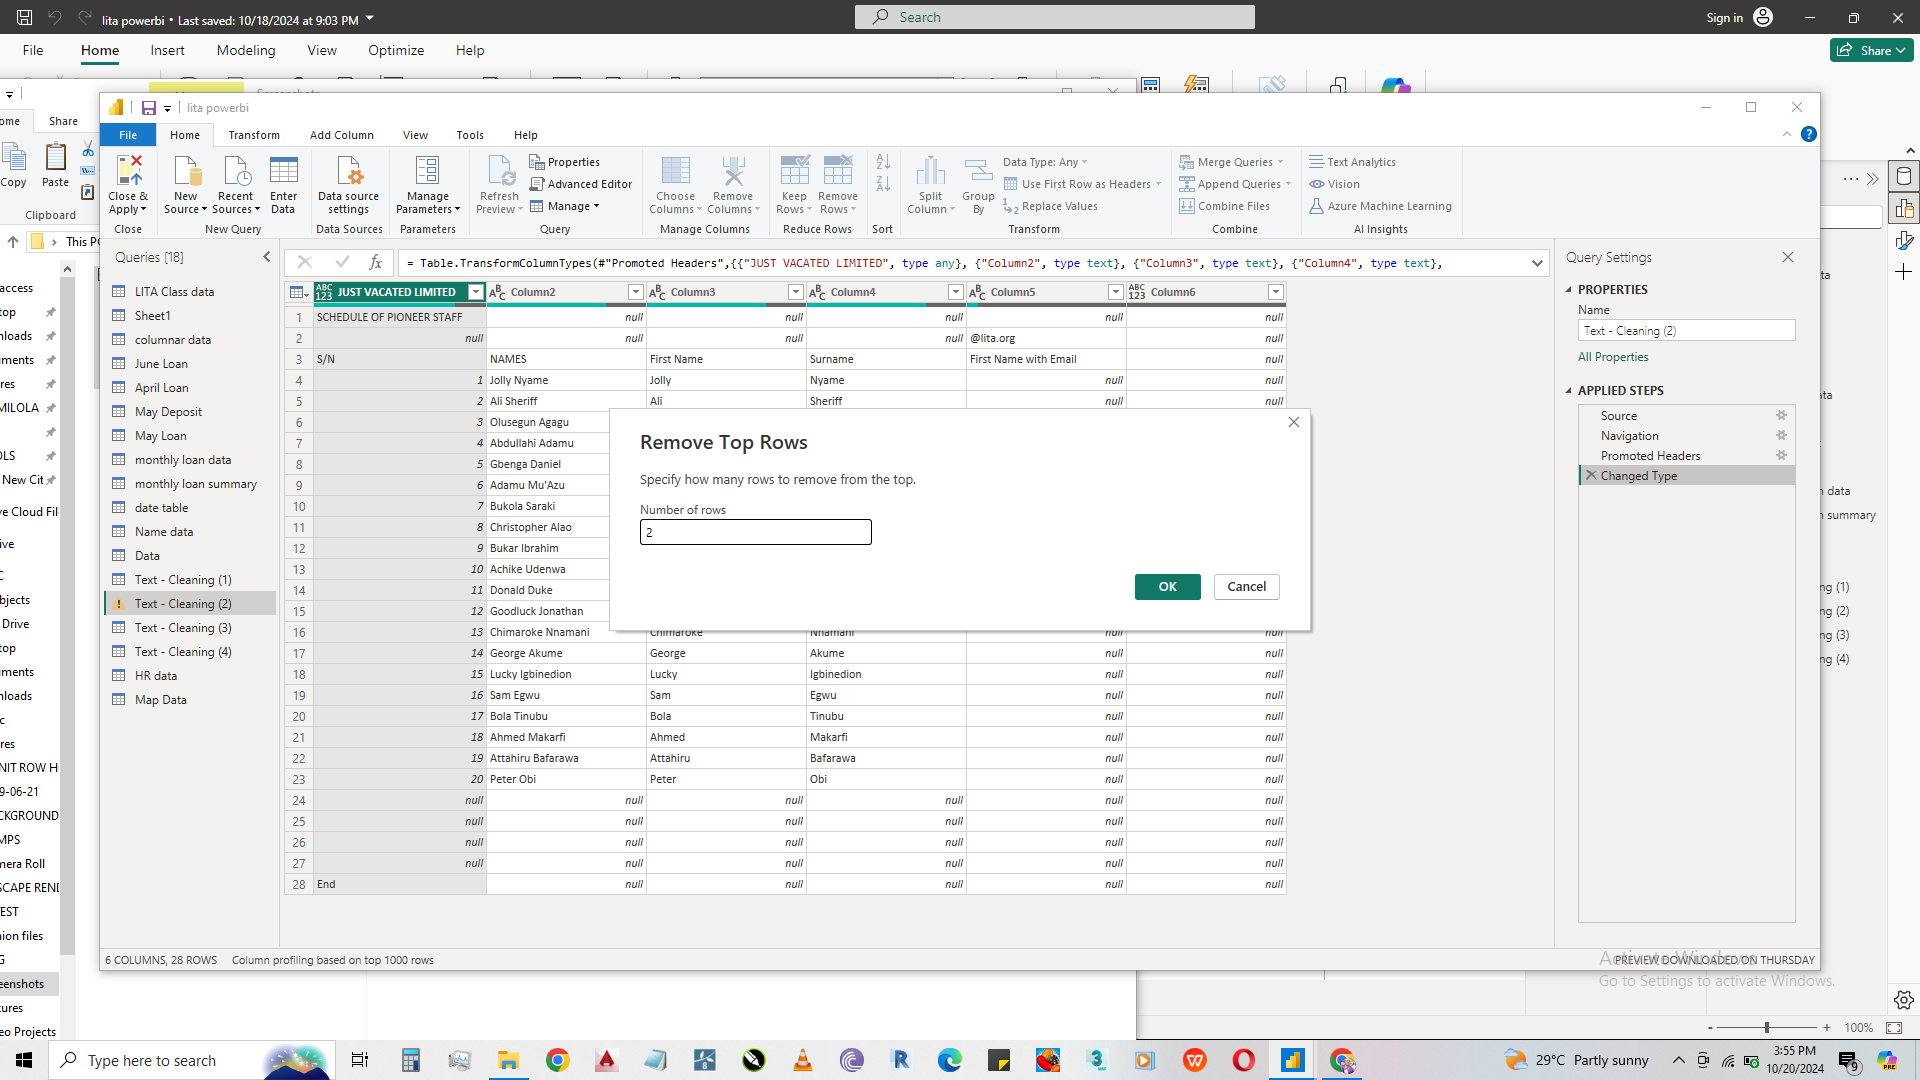 lita powerbi • Last saved: 10/18/2024 at 9:03 PM
Search
Sign in
File Home Insert Modeling View Optimize Help
Share
Share
Copy
Paste
Clipboard
This P
lita powerbi
File Home Transform Add Column View Tools Help
Close & Apply
Close
New Source
Recent Sources
Enter Data
New Query
Data source settings
Data Sources
Manage Parameters
Parameters
Refresh Preview
Properties
Advanced Editor
Manage
Query
Choose Columns
Remove Columns
Manage Columns
Keep Rows
Remove Rows
Reduce Rows
Sort
Split Column
Group By
Data Type: Any
Use First Row as Headers
Replace Values
Transform
Merge Queries
Append Queries
Combine Files
Combine
Text Analytics
Vision
Azure Machine Learning
AI Insights
Queries [18]
LITA Class data
Sheet1
columnar data
June Loan
April Loan
May Deposit
May Loan
monthly loan data
monthly loan summary
date table
Name data
Data
Text - Cleaning (1)
Text - Cleaning (2)
Text - Cleaning (3)
Text - Cleaning (4)
HR data
Map Data
= Table.TransformColumnTypes(#"Promoted Headers",{{"JUST VACATED LIMITED", type any}, {"Column2", type text}, {"Column3", type text}, {"Column4", type text},
JUST VACATED LIMITED Column2 Column3 Column4 Column5 Column6
1 SCHEDULE OF PIONEER STAFF null null null null null
2 null null null null @lita.org null
3 S/N NAMES First Name Surname First Name with Email null
4 1 Jolly Nyame Jolly Nyame null null
5 2 Ali Sheriff Ali Sheriff null null
6 3 Olusegun Agagu
7 4 Abdullahi Adamu
8 5 Gbenga Daniel
9 6 Adamu Mu'Azu
10 7 Bukola Saraki
11 8 Christopher Alao
12 9 Bukar Ibrahim
13 10 Achike Udenwa
14 11 Donald Duke
15 12 Goodluck Jonathan
16 13 Chimaroke Nnamani Chimaroke Nnamani null null
17 14 George Akume George Akume null null
18 15 Lucky Igbinedion Lucky Igbinedion null null
19 16 Sam Egwu Sam Egwu null null
20 17 Bola Tinubu Bola Tinubu null null
21 18 Ahmed Makarfi Ahmed Makarfi null null
22 19 Attahiru Bafarawa Attahiru Bafarawa null null
23 20 Peter Obi Peter Obi null null
24 null null null null null null
25 null null null null null null
26 null null null null null null
27 null null null null null null
28 End null null null null null
Remove Top Rows
Specify how many rows to remove from the top.
Number of rows
2
OK Cancel
Query Settings
PROPERTIES
Name
Text - Cleaning (2)
All Properties
APPLIED STEPS
Source
Navigation
Promoted Headers
Changed Type
6 COLUMNS, 28 ROWS Column profiling based on top 1000 rows
PREVIEW DOWNLOADED ON THURSDAY
Activate Windows
Go to Settings to activate Windows.
100%
Type here to search
29°C Partly sunny
3:55 PM
10/20/2024
9